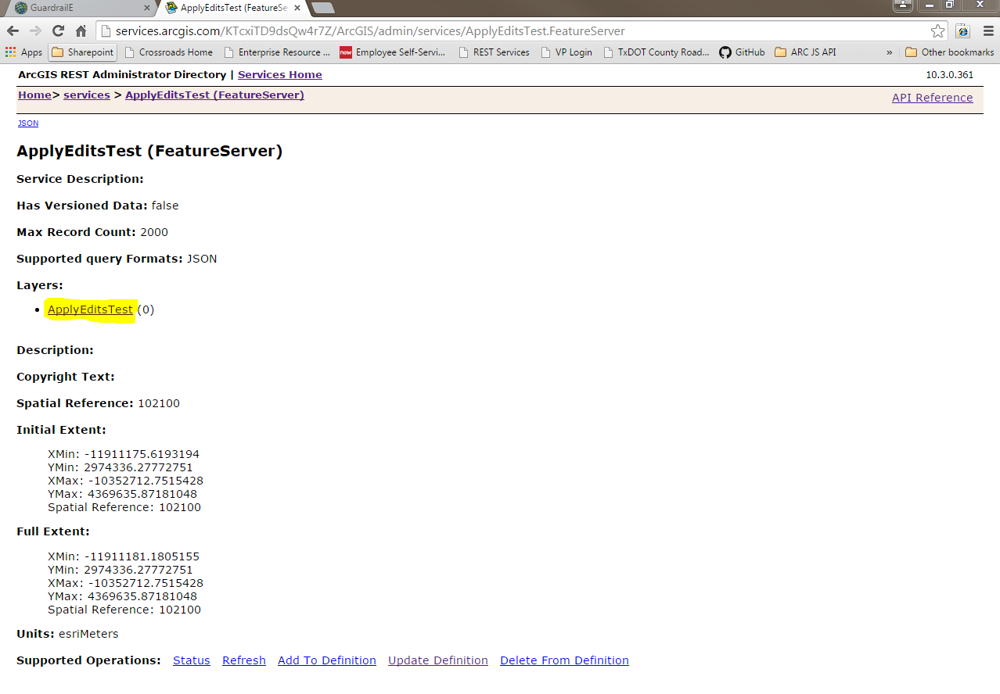 GuardrailE
ApplyEditsTest (FeatureSe
services.arcgis.com/KTcxiTD9dsQw4r7Z/ArcGIS/admin/services/ApplyEditsTest.FeatureServer
Apps Sharepoint Crossroads Home Enterprise Resource ... now Employee Self-Servi... REST Services VP Login TxDOT County Road... GitHub ARC JS API » Other bookmarks
ArcGIS REST Administrator Directory | Services Home 10.3.0.361
Home> services > ApplyEditsTest (FeatureServer) API Reference
JSON
ApplyEditsTest (FeatureServer)
Service Description:
Has Versioned Data: false
Max Record Count: 2000
Supported query Formats: JSON
Layers:
• ApplyEditsTest (0)
Description:
Copyright Text:
Spatial Reference: 102100
Initial Extent:
XMin: -11911175.6193194
YMin: 2974336.27772751
XMax: -10352712.7515428
YMax: 4369635.87181048
Spatial Reference: 102100
Full Extent:
XMin: -11911181.1805155
YMin: 2974336.27772751
XMax: -10352712.7515428
YMax: 4369635.87181048
Spatial Reference: 102100
Units: esriMeters
Supported Operations: Status Refresh Add To Definition Update Definition Delete From Definition